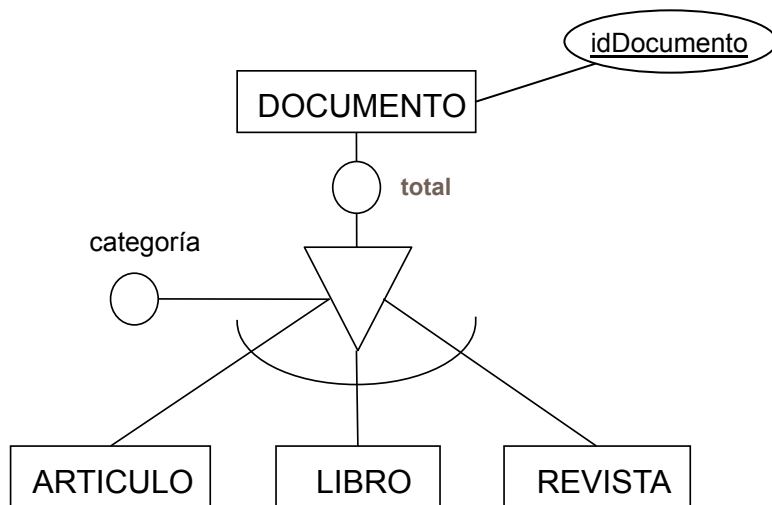 idDocumento
DOCUMENTO
total
categoría
ARTICULO
LIBRO
REVISTA